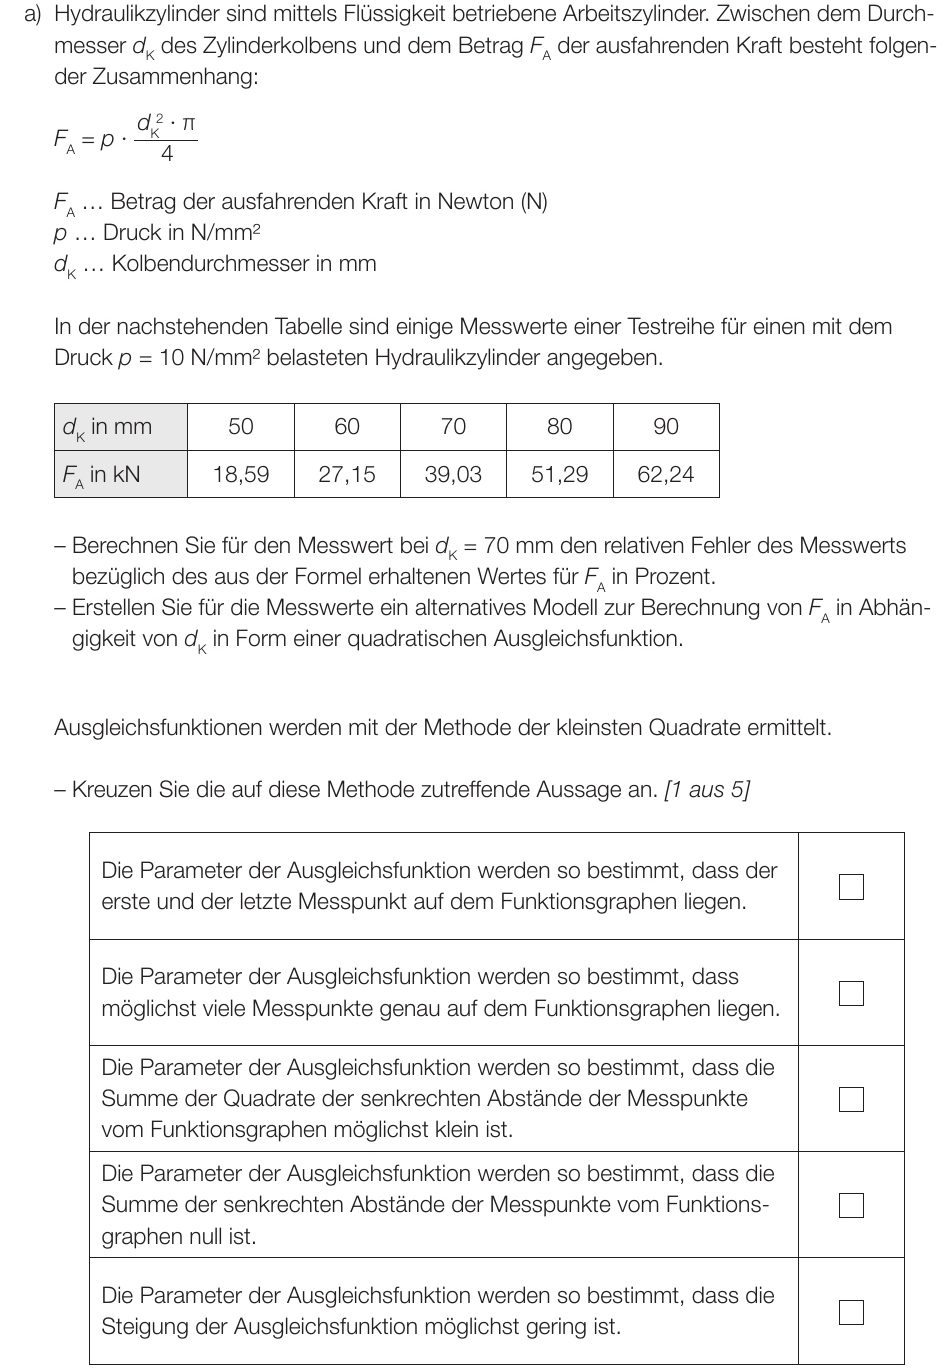 a) Hydraulikzylinder sind mittels Flüssigkeit betriebene Arbeitszylinder. Zwischen dem Durch-
messer d_K des Zylinderkolbens und dem Betrag F_A der ausfahrenden Kraft besteht folgen-
der Zusammenhang:
F_A = p · (d_K² · π) / 4
F_A … Betrag der ausfahrenden Kraft in Newton (N)
p … Druck in N/mm²
d_K … Kolbendurchmesser in mm
In der nachstehenden Tabelle sind einige Messwerte einer Testreihe für einen mit dem
Druck p = 10 N/mm² belasteten Hydraulikzylinder angegeben.
d_K in mm 50 60 70 80 90
F_A in kN 18,59 27,15 39,03 51,29 62,24
– Berechnen Sie für den Messwert bei d_K = 70 mm den relativen Fehler des Messwerts
bezüglich des aus der Formel erhaltenen Wertes für F_A in Prozent.
– Erstellen Sie für die Messwerte ein alternatives Modell zur Berechnung von F_A in Abhän-
gigkeit von d_K in Form einer quadratischen Ausgleichsfunktion.
Ausgleichsfunktionen werden mit der Methode der kleinsten Quadrate ermittelt.
– Kreuzen Sie die auf diese Methode zutreffende Aussage an. [1 aus 5]
Die Parameter der Ausgleichsfunktion werden so bestimmt, dass der
erste und der letzte Messpunkt auf dem Funktionsgraphen liegen.
Die Parameter der Ausgleichsfunktion werden so bestimmt, dass
möglichst viele Messpunkte genau auf dem Funktionsgraphen liegen.
Die Parameter der Ausgleichsfunktion werden so bestimmt, dass die
Summe der Quadrate der senkrechten Abstände der Messpunkte
vom Funktionsgraphen möglichst klein ist.
Die Parameter der Ausgleichsfunktion werden so bestimmt, dass die
Summe der senkrechten Abstände der Messpunkte vom Funktions-
graphen null ist.
Die Parameter der Ausgleichsfunktion werden so bestimmt, dass die
Steigung der Ausgleichsfunktion möglichst gering ist.